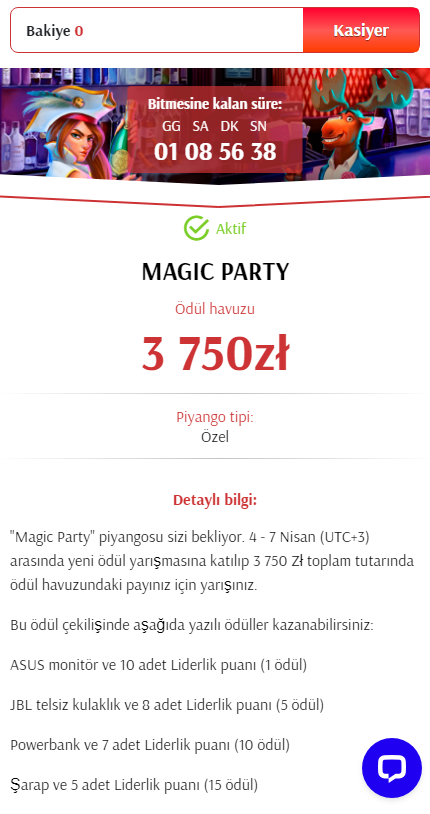 Bakiye 0
Kasiyer
Bitmesine kalan süre:
GG SA DK SN
01 08 56 38
Aktif
MAGIC PARTY
Ödül havuzu
3 750zł
Piyango tipi:
Özel
Detaylı bilgi:
"Magic Party" piyangosu sizi bekliyor. 4 - 7 Nisan (UTC+3)
arasında yeni ödül yarışmasına katılıp 3 750 Zł toplam tutarında
ödül havuzundaki payınız için yarışınız.
Bu ödül çekilişinde aşağıda yazılı ödüller kazanabilirsiniz:
ASUS monitör ve 10 adet Liderlik puanı (1 ödül)
JBL telsiz kulaklık ve 8 adet Liderlik puanı (5 ödül)
Powerbank ve 7 adet Liderlik puanı (10 ödül)
Şarap ve 5 adet Liderlik puanı (15 ödül)